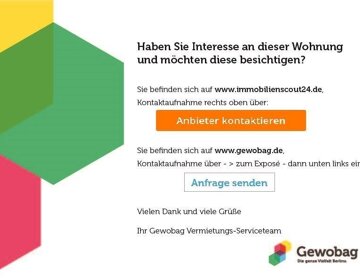 Haben Sie Interesse an dieser Wohnung
und möchten diese besichtigen?
Sie befinden sich auf www.immobilienscout24.de,
Kontaktaufnahme rechts oben über:
Anbieter kontaktieren
Sie befinden sich auf www.gewobag.de,
Kontaktaufnahme über - > zum Exposé - dann unten links ein
Anfrage senden
Vielen Dank und viele Grüße
Ihr Gewobag Vermietungs-Serviceteam
Gewobag
Die ganze Vielfalt Berlins.